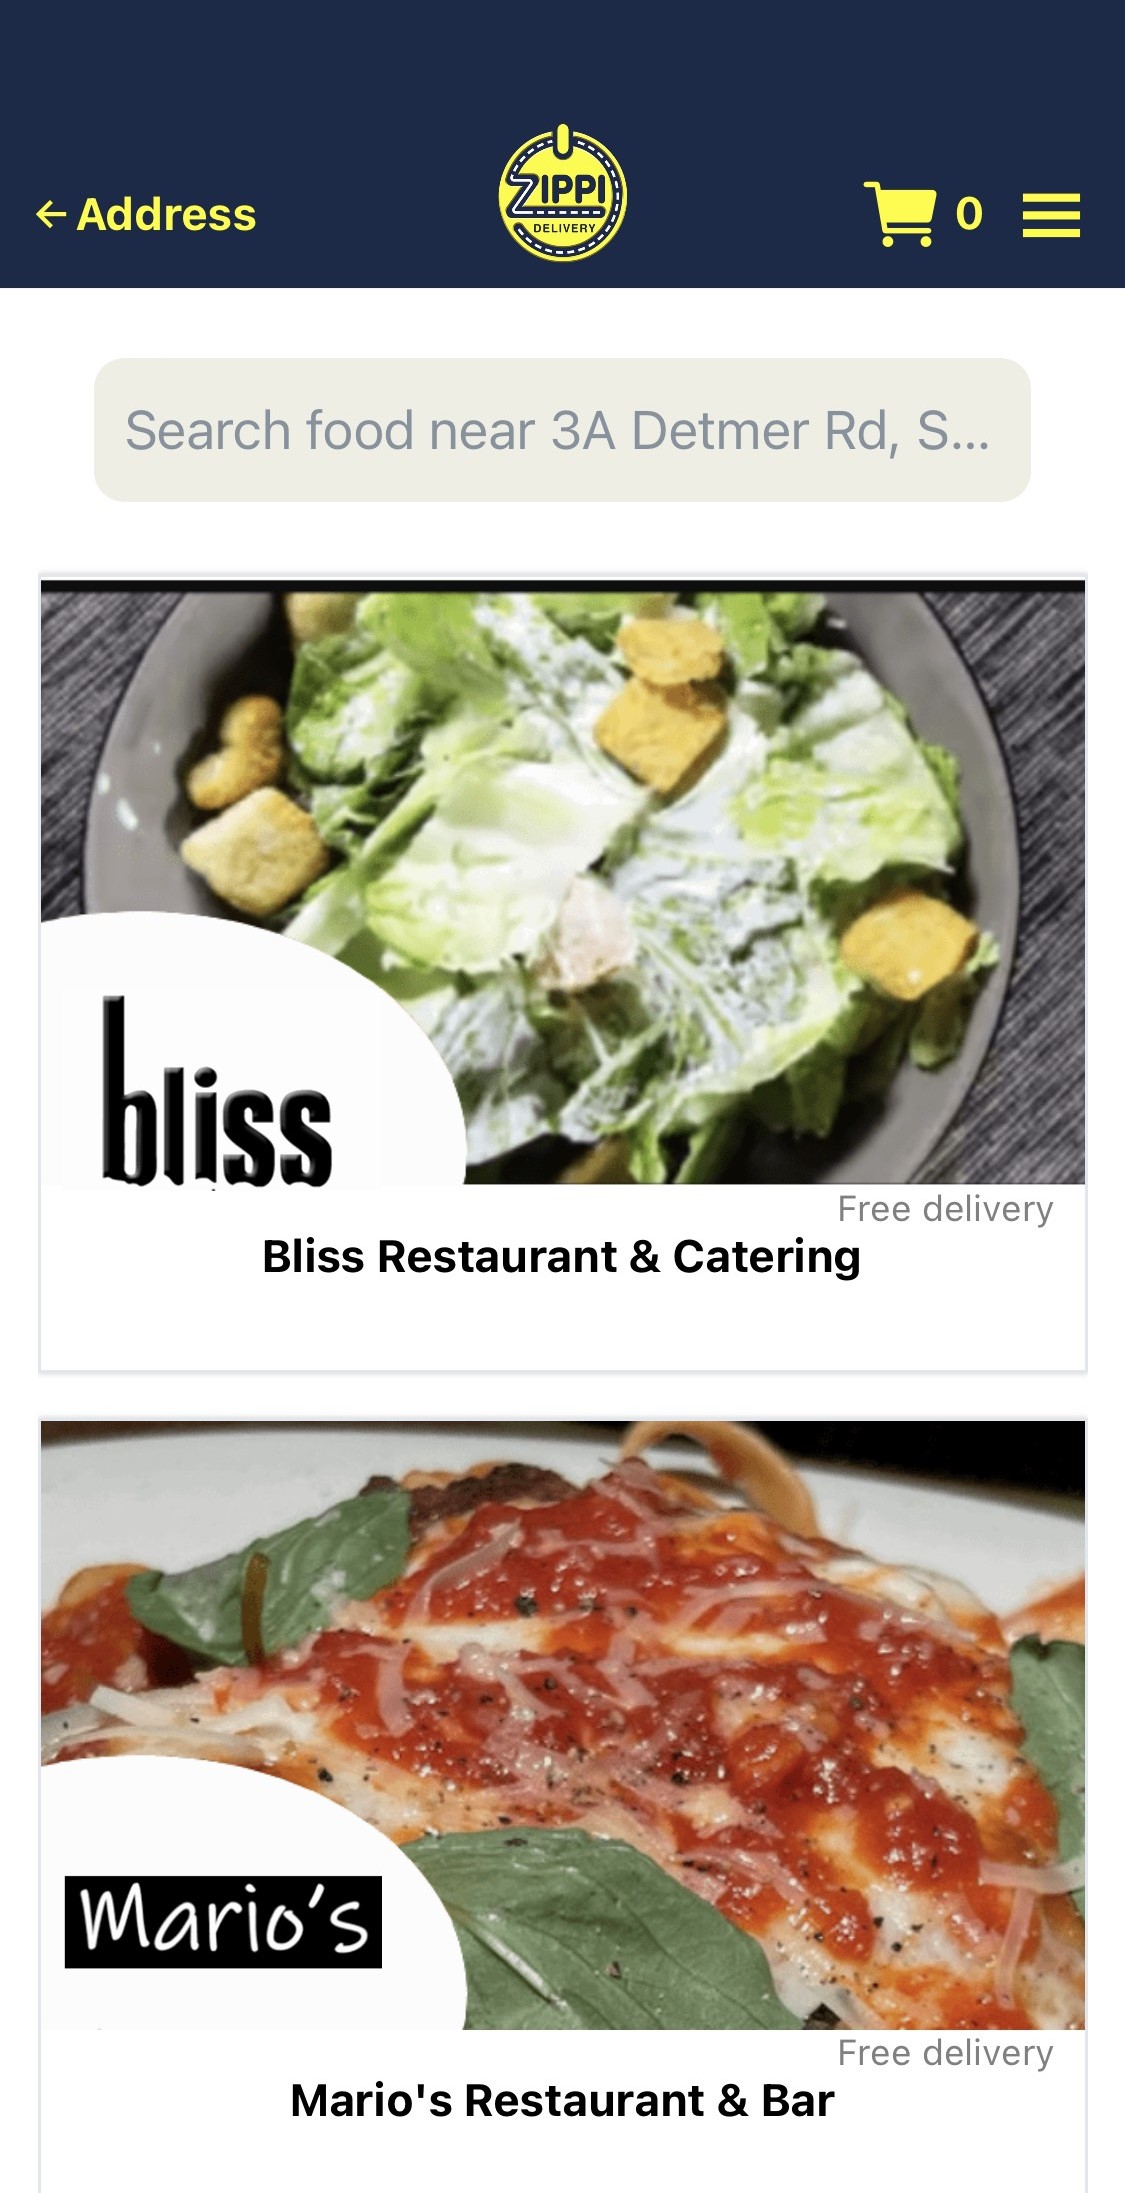 ← Address
ZIPPI
DELIVERY
0
Search food near 3A Detmer Rd, S...
bliss
Free delivery
Bliss Restaurant & Catering
Mario's
Free delivery
Mario's Restaurant & Bar